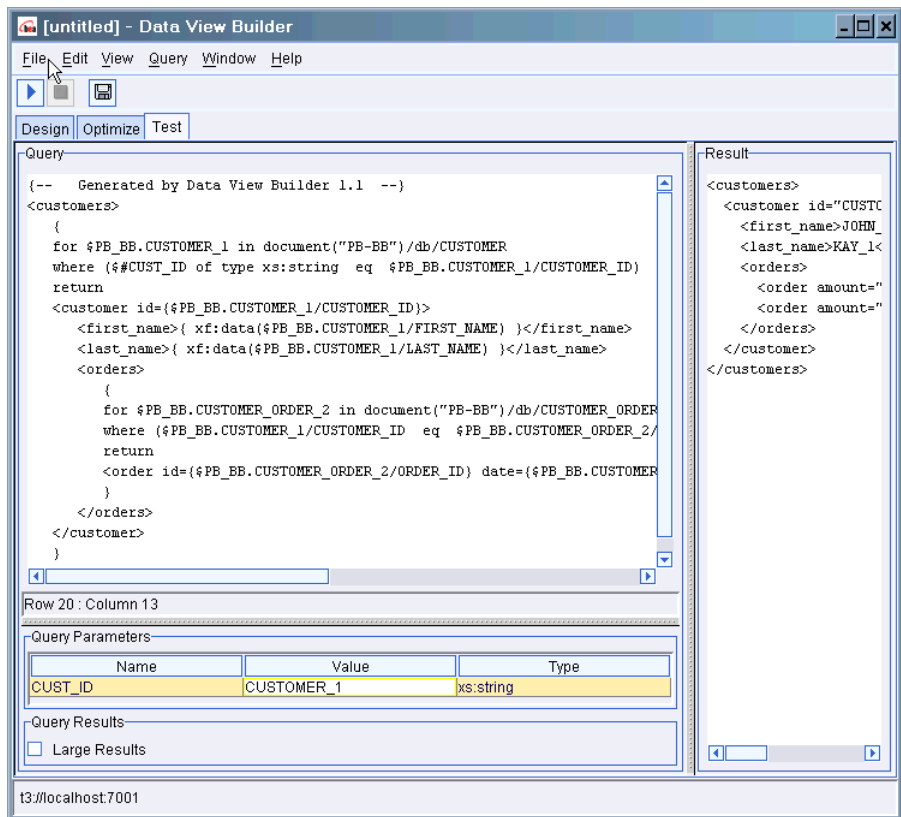 [untitled] - Data View Builder
File Edit View Query Window Help
Design Optimize Test
Query
{-- Generated by Data View Builder 1.1 --}
<customers>
{
for $PB_BB.CUSTOMER_1 in document("PB-BB")/db/CUSTOMER
where ($#CUST_ID of type xs:string eq $PB_BB.CUSTOMER_1/CUSTOMER_ID)
return
<customer id={$PB_BB.CUSTOMER_1/CUSTOMER_ID}>
<first_name>{ xf:data($PB_BB.CUSTOMER_1/FIRST_NAME) }</first_name>
<last_name>{ xf:data($PB_BB.CUSTOMER_1/LAST_NAME) }</last_name>
<orders>
{
for $PB_BB.CUSTOMER_ORDER_2 in document("PB-BB")/db/CUSTOMER_ORDER
where ($PB_BB.CUSTOMER_1/CUSTOMER_ID eq $PB_BB.CUSTOMER_ORDER_2/
return
<order id={$PB_BB.CUSTOMER_ORDER_2/ORDER_ID} date={$PB_BB.CUSTOMER
}
</orders>
</customer>
}
Row 20 : Column 13
Query Parameters
Name Value Type
CUST_ID CUSTOMER_1 xs:string
Query Results
Large Results
Result
<customers>
<customer id="CUSTO
<first_name>JOHN_
<last_name>KAY_1<
<orders>
<order amount="
<order amount="
</orders>
</customer>
</customers>
t3://localhost:7001